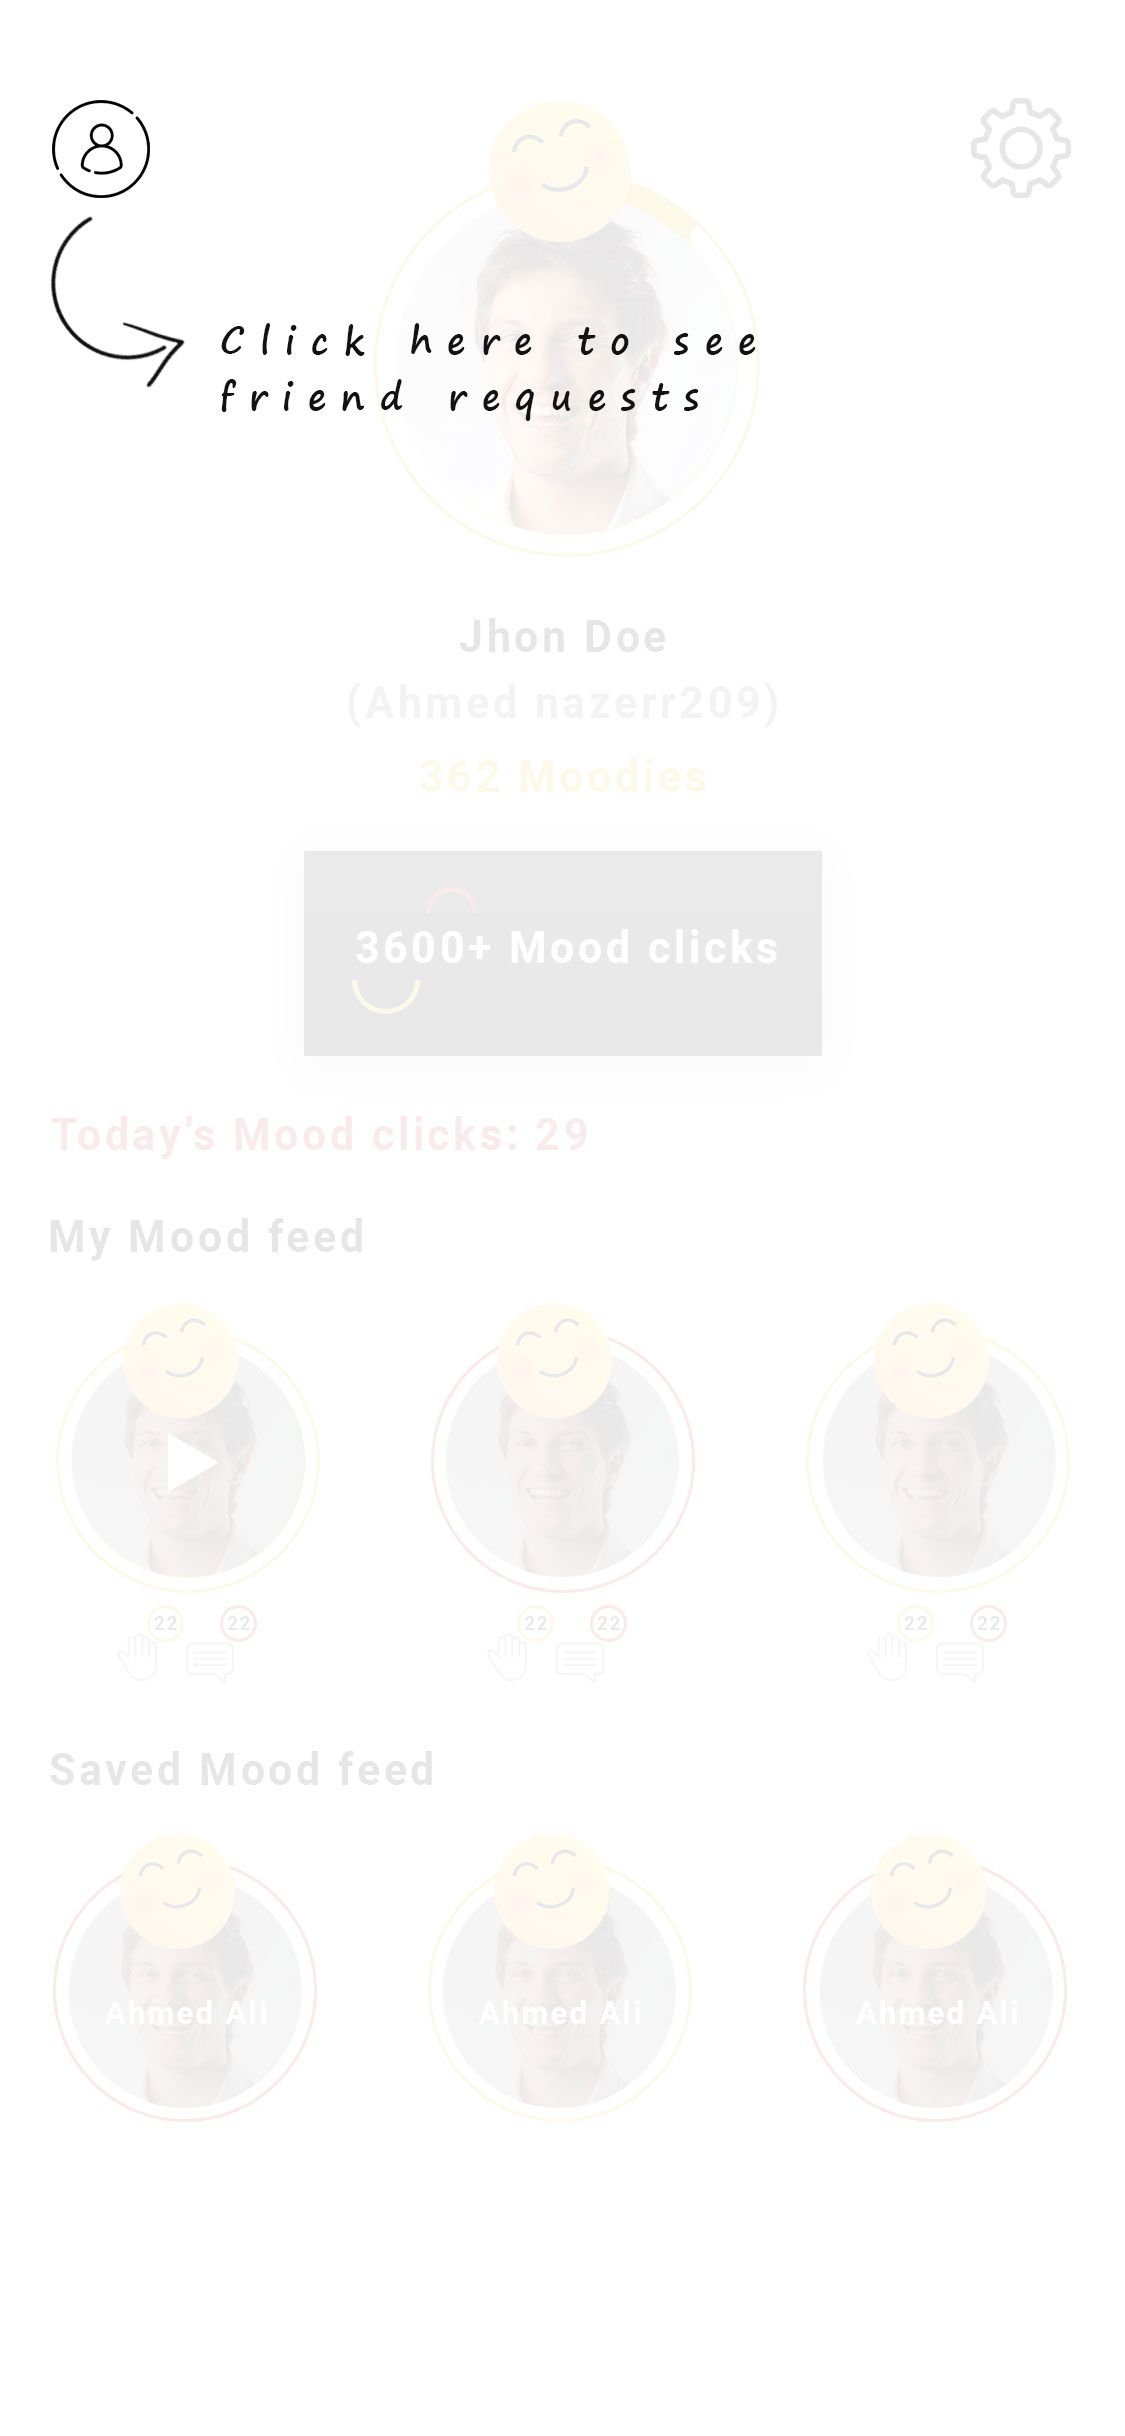 Click here to see
friend requests
Jhon Doe
(Ahmed nazerr209)
362 Moodies
3600+ Mood clicks
Today’s Mood clicks: 29
My Mood feed
22 22 22 22 22 22
Saved Mood feed
Ahmed Ali Ahmed Ali Ahmed Ali